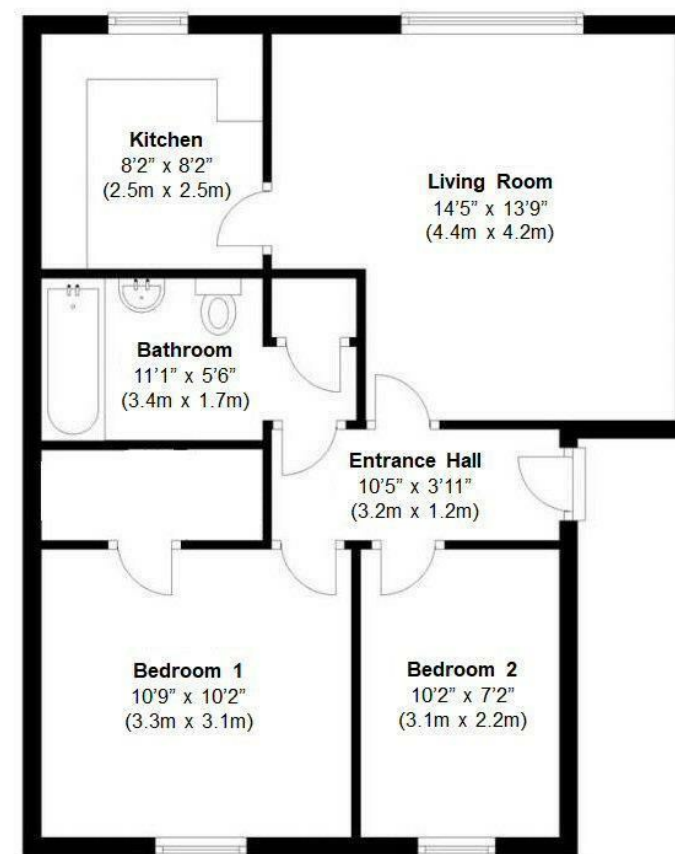 Kitchen
8’2” x 8’2”
(2.5m x 2.5m)
Living Room
14’5” x 13’9”
(4.4m x 4.2m)
Bathroom
11’1” x 5’6”
(3.4m x 1.7m)
Entrance Hall
10’5” x 3’11”
(3.2m x 1.2m)
Bedroom 1
10’9” x 10’2”
(3.3m x 3.1m)
Bedroom 2
10’2” x 7’2”
(3.1m x 2.2m)